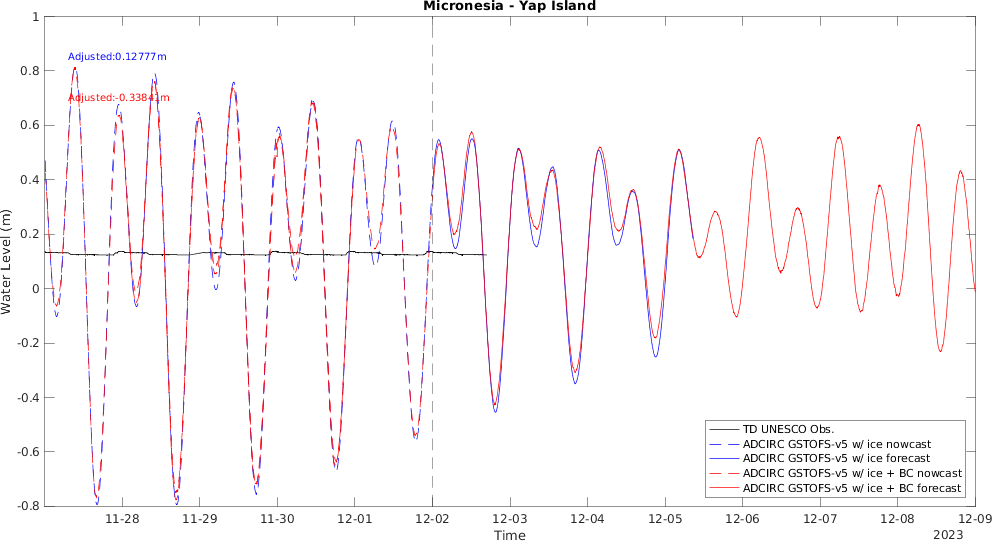 Micronesia - Yap Island
Adjusted:0.12777m
Adjusted:-0.33841m
Water Level (m)
1
0.8
0.6
0.4
0.2
0
-0.2
-0.4
-0.6
-0.8
11-28
11-29
11-30
12-01
12-02
12-03
12-04
12-05
12-06
12-07
12-08
12-09
Time
2023
TD UNESCO Obs.
ADCIRC GSTOFS-v5 w/ ice nowcast
ADCIRC GSTOFS-v5 w/ ice forecast
ADCIRC GSTOFS-v5 w/ ice + BC nowcast
ADCIRC GSTOFS-v5 w/ ice + BC forecast